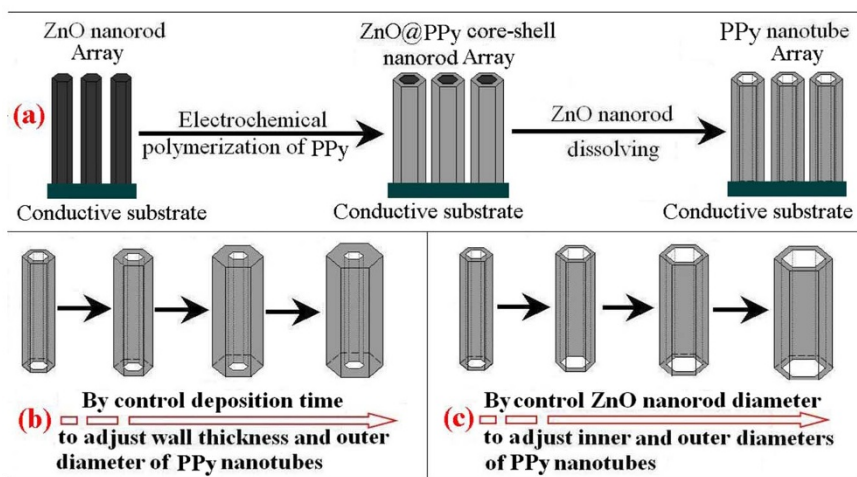 ZnO nanorod
Array
ZnO@PPy core-shell
nanorod Array
PPy nanotube
Array
(a)
Electrochemical
polymerization of PPy
ZnO nanorod
dissolving
Conductive substrate
Conductive substrate
Conductive substrate
(b)
By control deposition time
to adjust wall thickness and outer
diameter of PPy nanotubes
(c)
By control ZnO nanorod diameter
to adjust inner and outer diameters
of PPy nanotubes